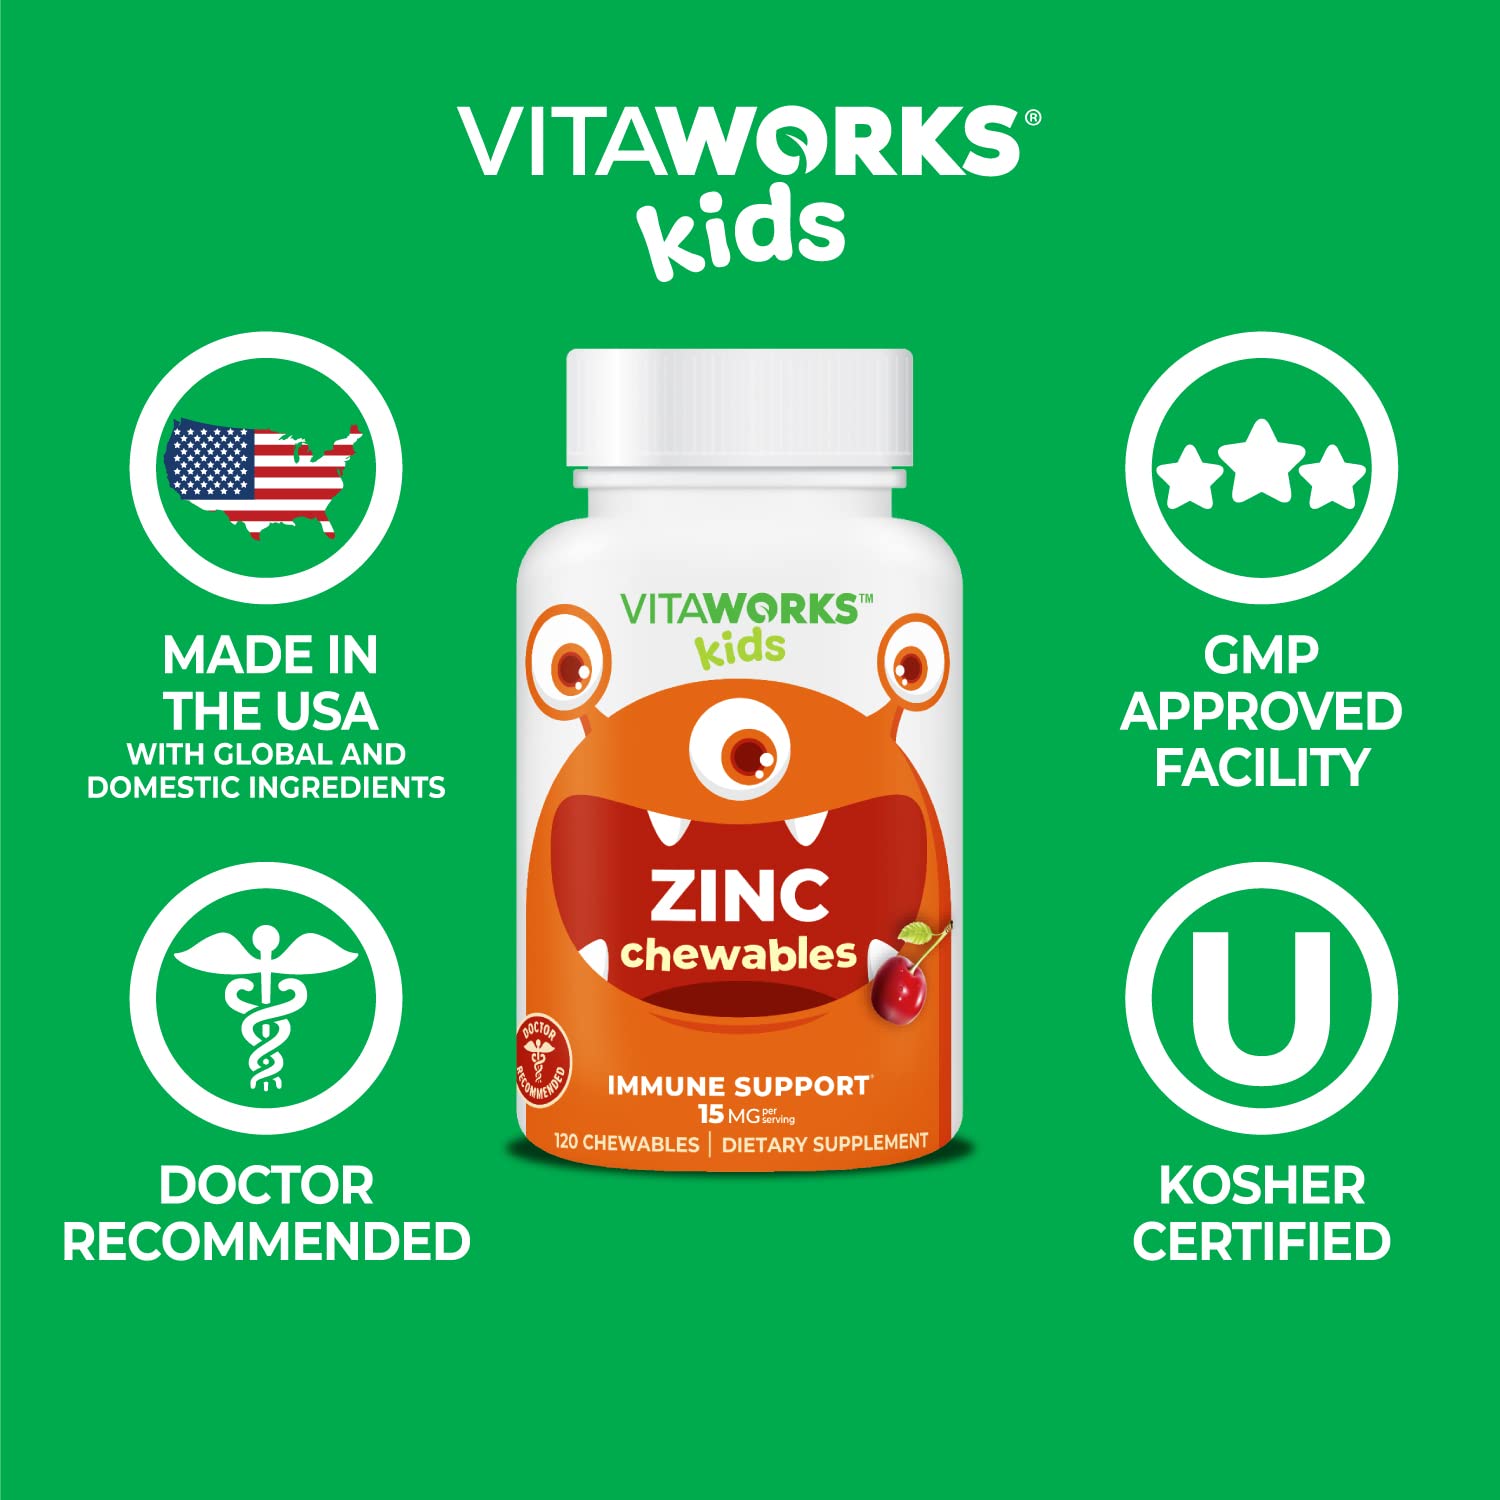 VITAWORKS®
kids
MADE IN
THE USA
WITH GLOBAL AND
DOMESTIC INGREDIENTS
GMP
APPROVED
FACILITY
VITAWORKS™
kids
ZINC
chewables
DOCTOR
RECOMMENDED
IMMUNE SUPPORT*
15 MG per
serving
120 CHEWABLES | DIETARY SUPPLEMENT
DOCTOR
RECOMMENDED
U
KOSHER
CERTIFIED